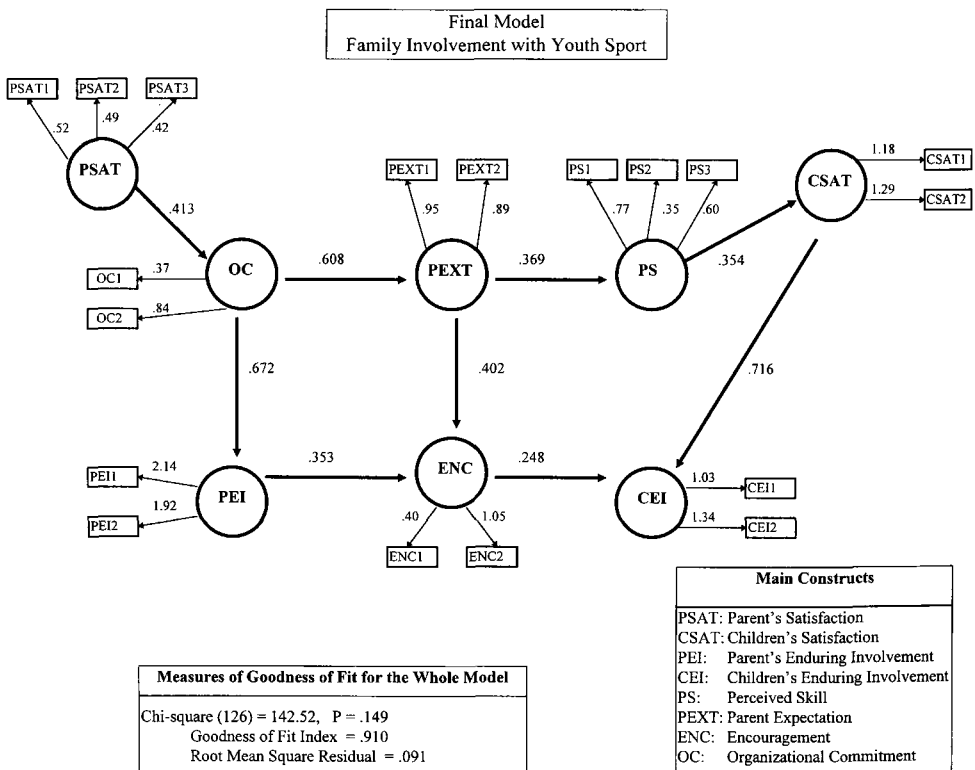 Final Model
Family Involvement with Youth Sport
PSAT1 PSAT2 PSAT3
.52 .49 .42
PSAT
.413
PEXT1 PEXT2
.95 .89
PS1 PS2 PS3
.77 .35 .60
1.18 CSAT1
CSAT
1.29 CSAT2
OC1 .37
OC2 .84
OC
.608
PEXT
.369
PS
.354
.672
.402
.716
PEI1 2.14
PEI2 1.92
PEI
.353
ENC
.248
CEI
1.03 CEI1
1.34 CEI2
.40 1.05
ENC1 ENC2
Main Constructs
PSAT: Parent's Satisfaction
CSAT: Children's Satisfaction
PEI: Parent's Enduring Involvement
CEI: Children's Enduring Involvement
PS: Perceived Skill
PEXT: Parent Expectation
ENC: Encouragement
OC: Organizational Commitment
Measures of Goodness of Fit for the Whole Model
Chi-square (126) = 142.52, P = .149
Goodness of Fit Index = .910
Root Mean Square Residual = .091